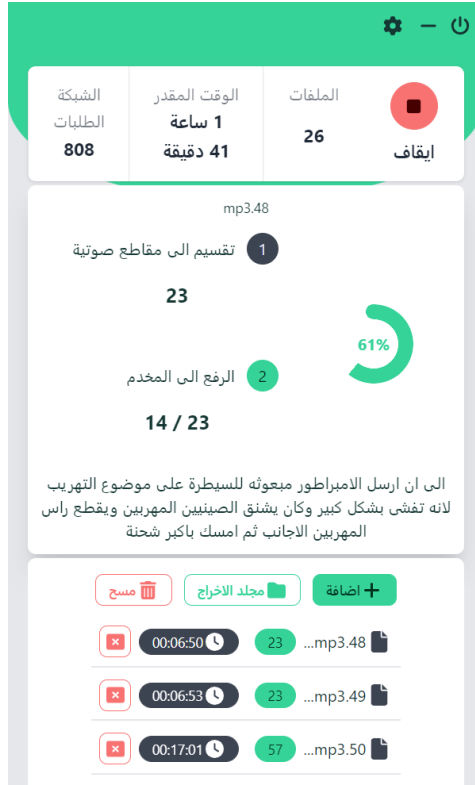 ايقاف
الملفات
26
الوقت المقدر
1 ساعة
41 دقيقة
الشبكة
الطلبات
808
mp3.48
1 تقسيم الى مقاطع صوتية
23
61%
2 الرفع الى المخدم
14 / 23
الى ان ارسل الامبراطور مبعوثه للسيطرة على موضوع التهريب
لانه تفشى بشكل كبير وكان يشنق الصينيين المهربين ويقطع راس
المهربين الاجانب ثم امسك باكبر شحنة
+ اضافة
مجلد الاخراج
مسح
mp3.48... 23 00:06:50
mp3.49... 23 00:06:53
mp3.50... 57 00:17:01